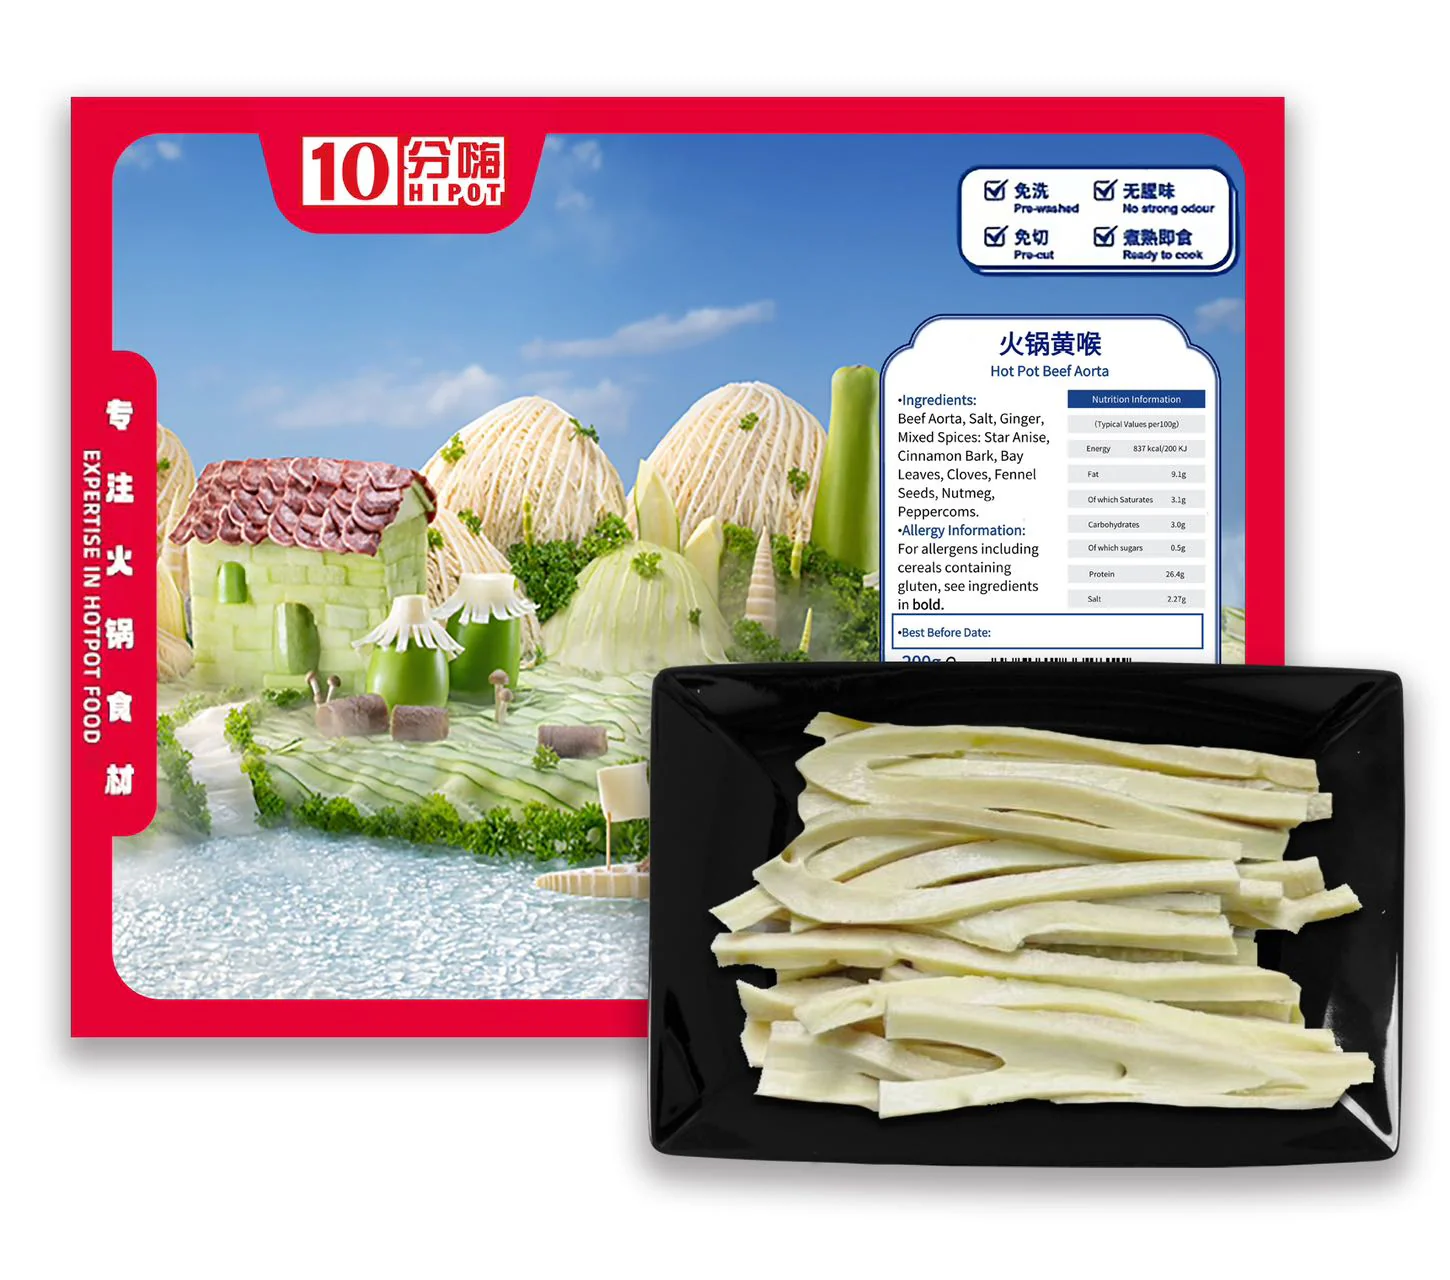 10分嗨
HIPOT
免洗
Pre-washed
无腥味
No strong odour
免切
Pre-cut
煮熟即食
Ready to cook
专注火锅食材
EXPERTISE IN HOTPOT FOOD
火锅黄喉
Hot Pot Beef Aorta
•Ingredients:
Beef Aorta, Salt, Ginger,
Mixed Spices: Star Anise,
Cinnamon Bark, Bay
Leaves, Cloves, Fennel
Seeds, Nutmeg,
Peppercoms.
•Allergy Information:
For allergens including
cereals containing
gluten, see ingredients
in bold.
Nutrition Information
(Typical Values per100g)
Energy 837 kcal/200 KJ
Fat 9.1g
Of which Saturates 3.1g
Carbohydrates 3.0g
Of which sugars 0.5g
Protein 26.4g
Salt 2.27g
•Best Before Date: